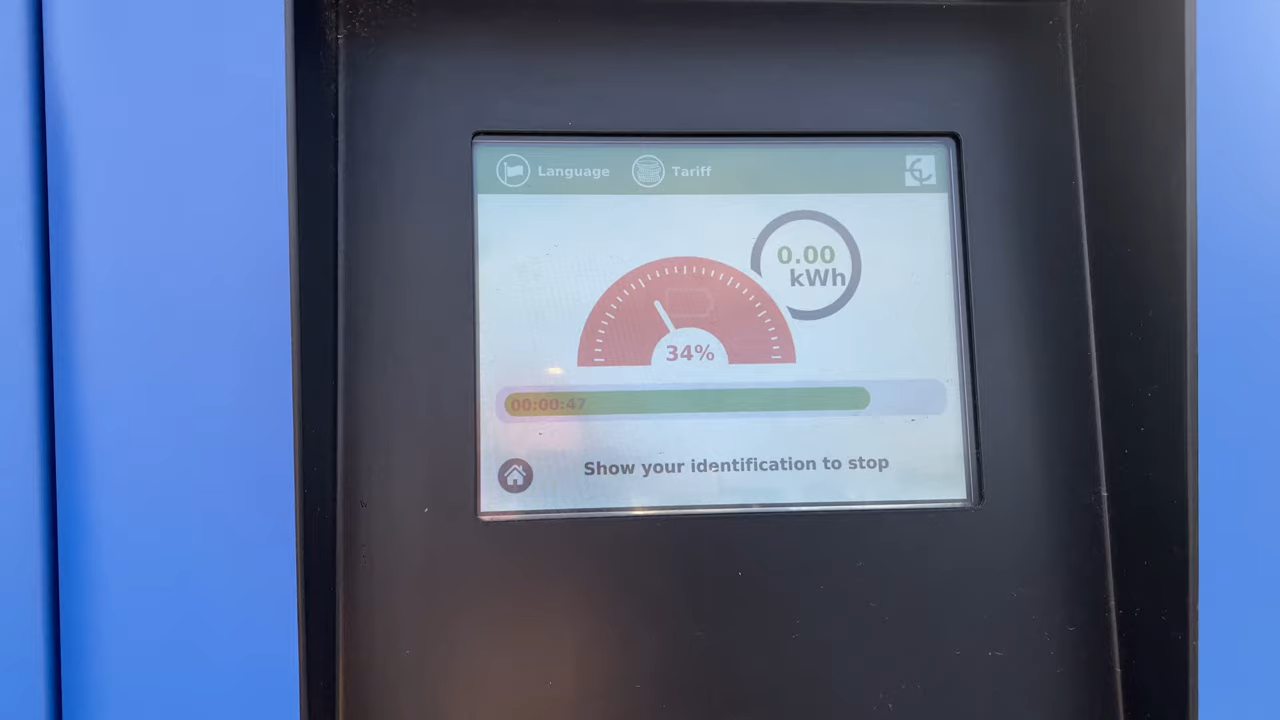 Language
Tariff
0.00
kWh
34%
00:00:47
Show your identification to stop